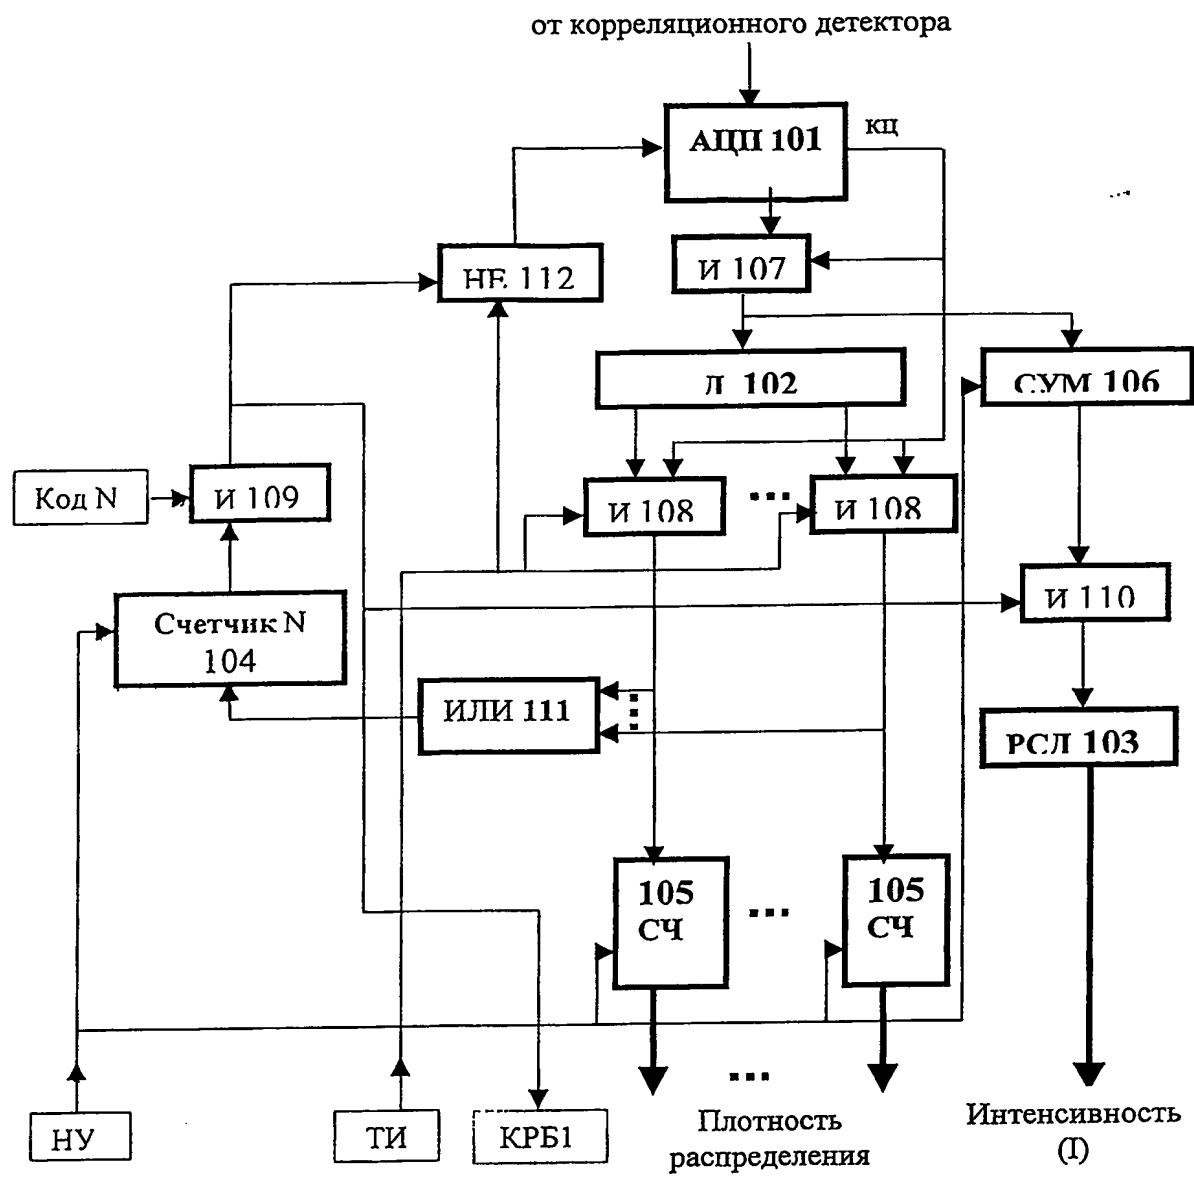 от корреляционного детектора
АЦП 101
кц
НЕ 112
И 107
Д 102
СУМ 106
Код N
И 109
И 108
...
И 108
Счетчик N
104
И 110
ИЛИ 111
РСЛ 103
105
СЧ
...
105
СЧ
...
НУ
ТИ
КРБ1
Плотность
распределения
Интенсивность
(I)